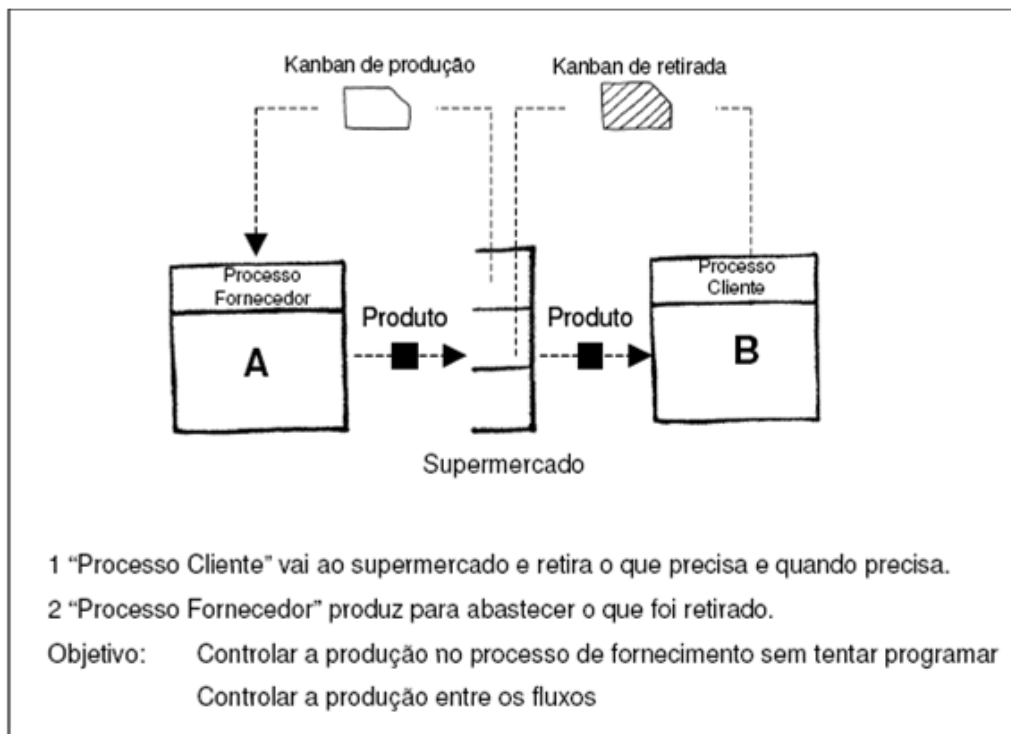 Kanban de produção
Kanban de retirada
Processo
Fornecedor
A
Produto
Produto
Processo
Cliente
B
Supermercado
1 “Processo Cliente” vai ao supermercado e retira o que precisa e quando precisa.
2 “Processo Fornecedor” produz para abastecer o que foi retirado.
Objetivo: Controlar a produção no processo de fornecimento sem tentar programar
Controlar a produção entre os fluxos